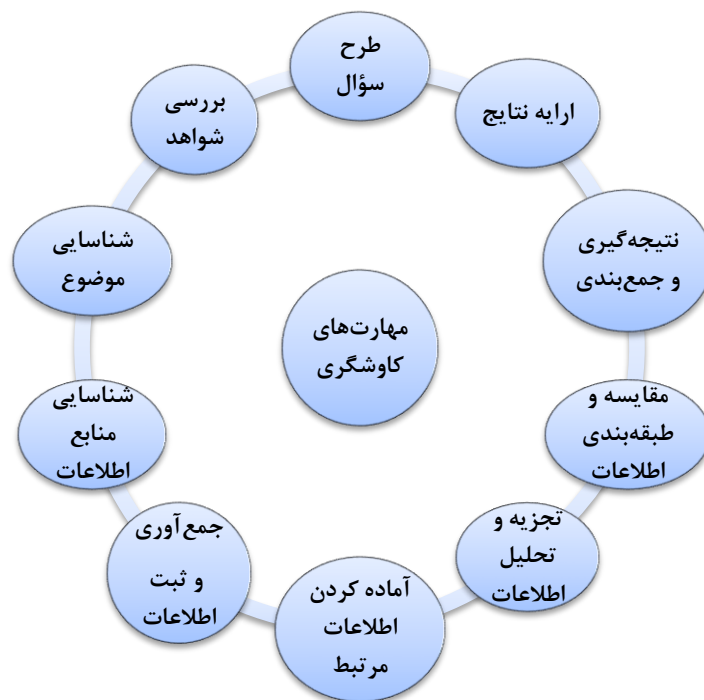 طرح
سؤال
ارایه نتایج
بررسی
شواهد
نتیجه‌گیری
و جمع‌بندی
شناسایی
موضوع
مهارت‌های
کاوشگری
مقایسه و
طبقه‌بندی
اطلاعات
شناسایی
منابع
اطلاعات
تجزیه و
تحلیل
اطلاعات
جمع‌آوری
و ثبت
اطلاعات
آماده کردن
اطلاعات
مرتبط